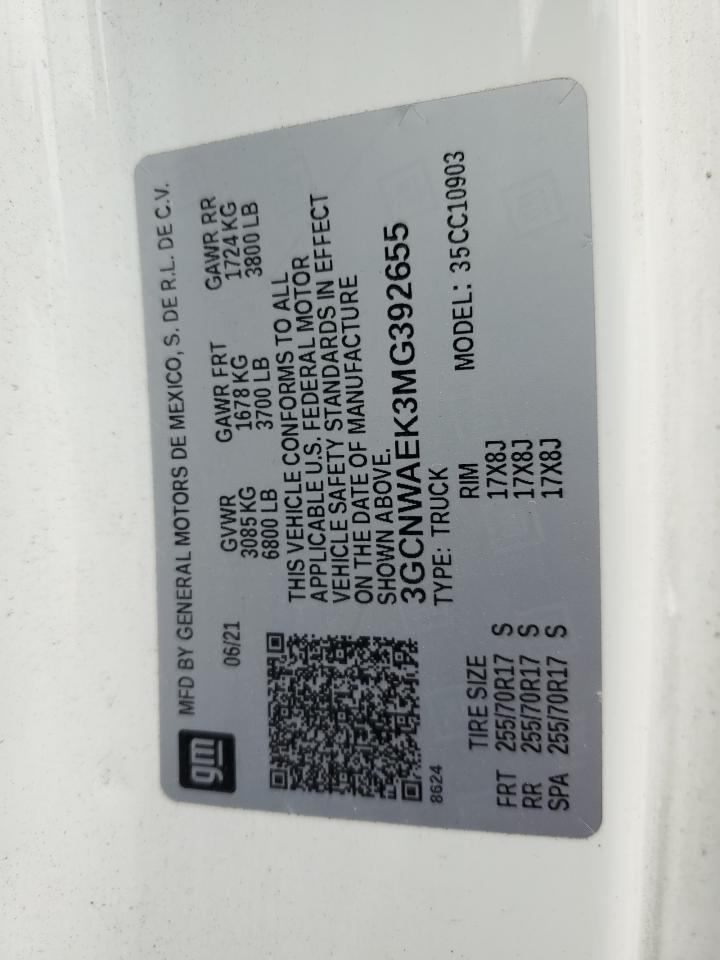 gm
MFD BY GENERAL MOTORS DE MEXICO, S. DE R.L. DE C.V.
06/21
GVWR GAWR FRT GAWR RR
3085 KG 1678 KG 1724 KG
6800 LB 3700 LB 3800 LB
THIS VEHICLE CONFORMS TO ALL
APPLICABLE U.S. FEDERAL MOTOR
VEHICLE SAFETY STANDARDS IN EFFECT
ON THE DATE OF MANUFACTURE
SHOWN ABOVE.
3GCNWAEK3MG392655
8624
TYPE: TRUCK MODEL: 35CC10903
TIRE SIZE RIM
FRT 255/70R17 S 17X8J
RR 255/70R17 S 17X8J
SPA 255/70R17 S 17X8J